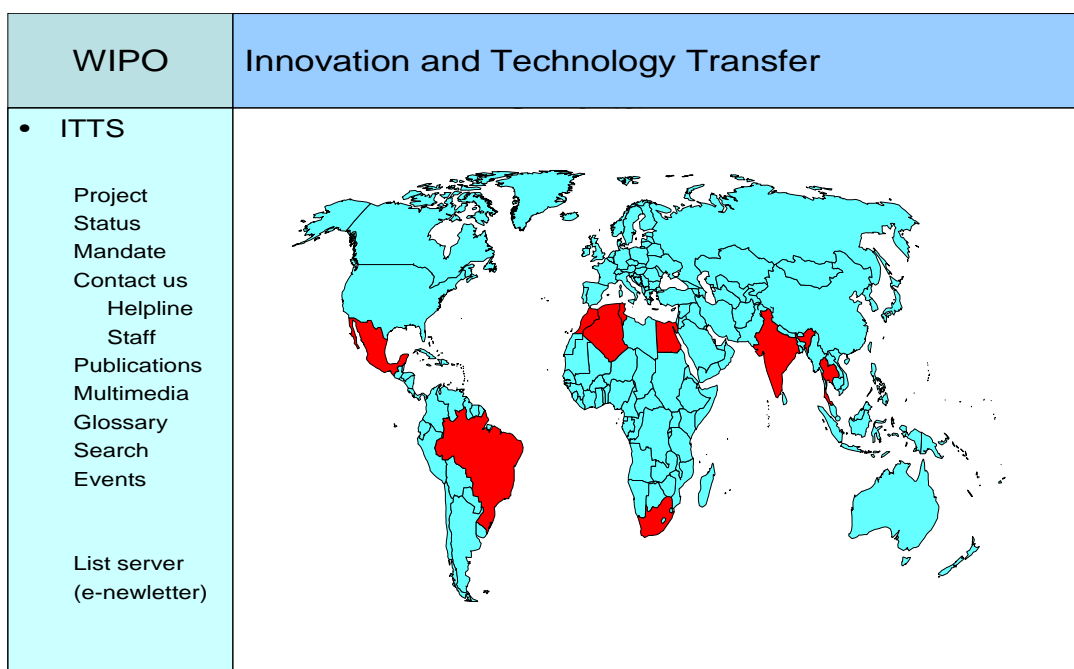 WIPO
Innovation and Technology Transfer
• ITTS
Project
Status
Mandate
Contact us
Helpline
Staff
Publications
Multimedia
Glossary
Search
Events
List server
(e-newletter)